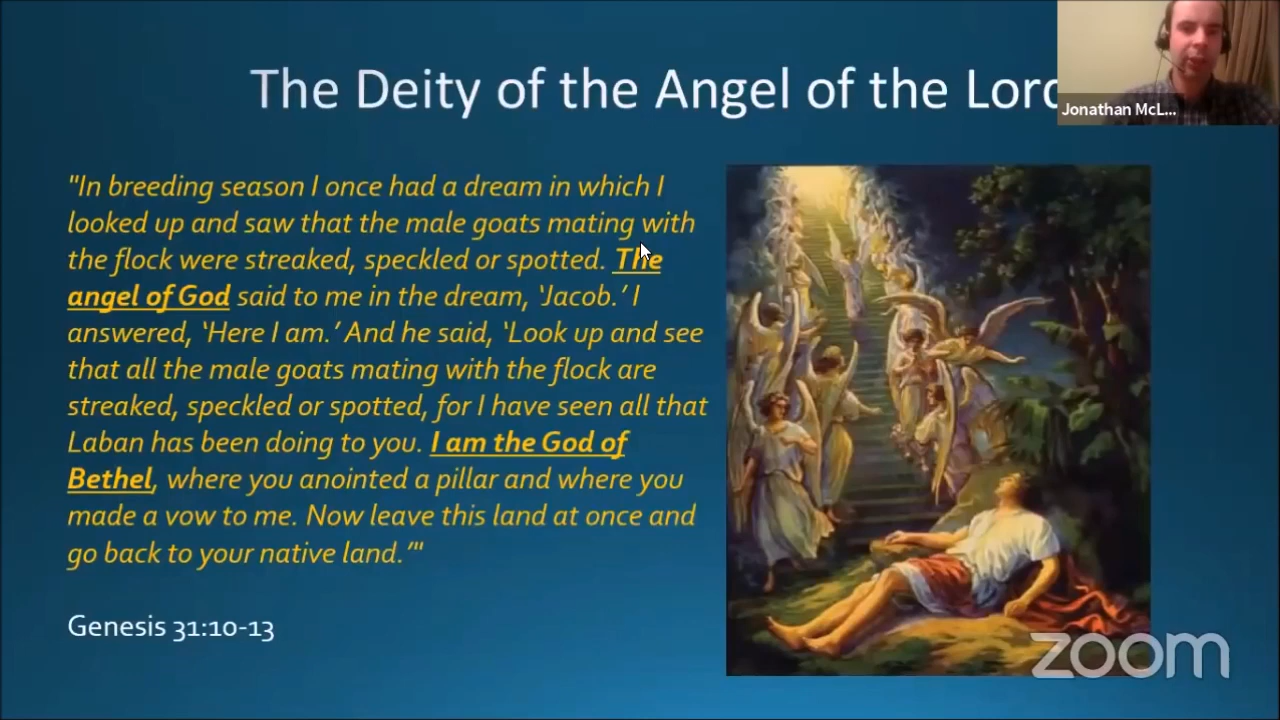 The Deity of the Angel of the Lord
Jonathan McL...
"In breeding season I once had a dream in which I
looked up and saw that the male goats mating with
the flock were streaked, speckled or spotted. The
angel of God said to me in the dream, ‘Jacob.’ I
answered, ‘Here I am.’ And he said, ‘Look up and see
that all the male goats mating with the flock are
streaked, speckled or spotted, for I have seen all that
Laban has been doing to you. I am the God of
Bethel, where you anointed a pillar and where you
made a vow to me. Now leave this land at once and
go back to your native land.’"
Genesis 31:10-13
zoom